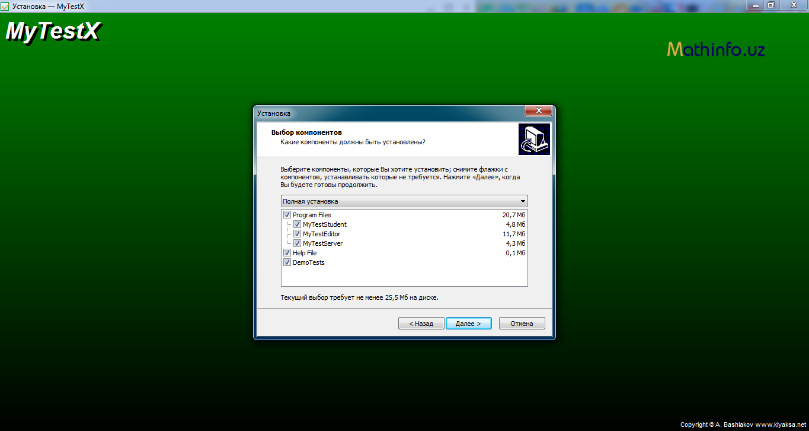 Установка — MyTestX
MyTestX
Mathinfo.uz
Установка
Выбор компонентов
Какие компоненты должны быть установлены?
Выберите компоненты, которые Вы хотите установить; снимите флажки с
компонентов, устанавливать которые не требуется. Нажмите «Далее», когда
Вы будете готовы продолжить.
Полная установка
Program Files 20,7 Мб
MyTestStudent 4,8 Мб
MyTestEditor 11,7 Мб
MyTestServer 4,3 Мб
Help File 0,1 Мб
DemoTests
Текущий выбор требует не менее 25,5 Мб на диске.
< Назад Далее > Отмена
Copyright © A. Bashlakov www.klyaksa.net